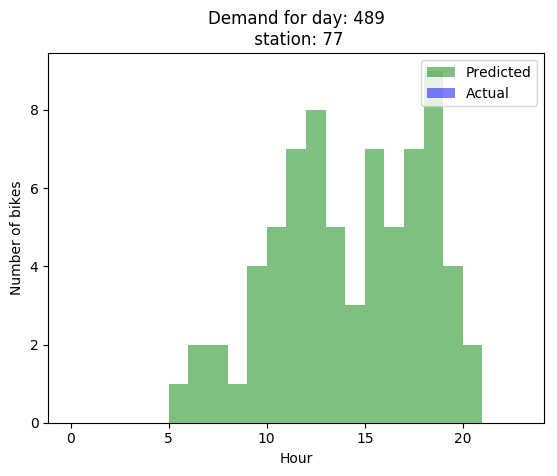 Demand for day: 489
station: 77
Predicted
Actual
Number of bikes
8
6
4
2
0
0
5
10
15
20
Hour